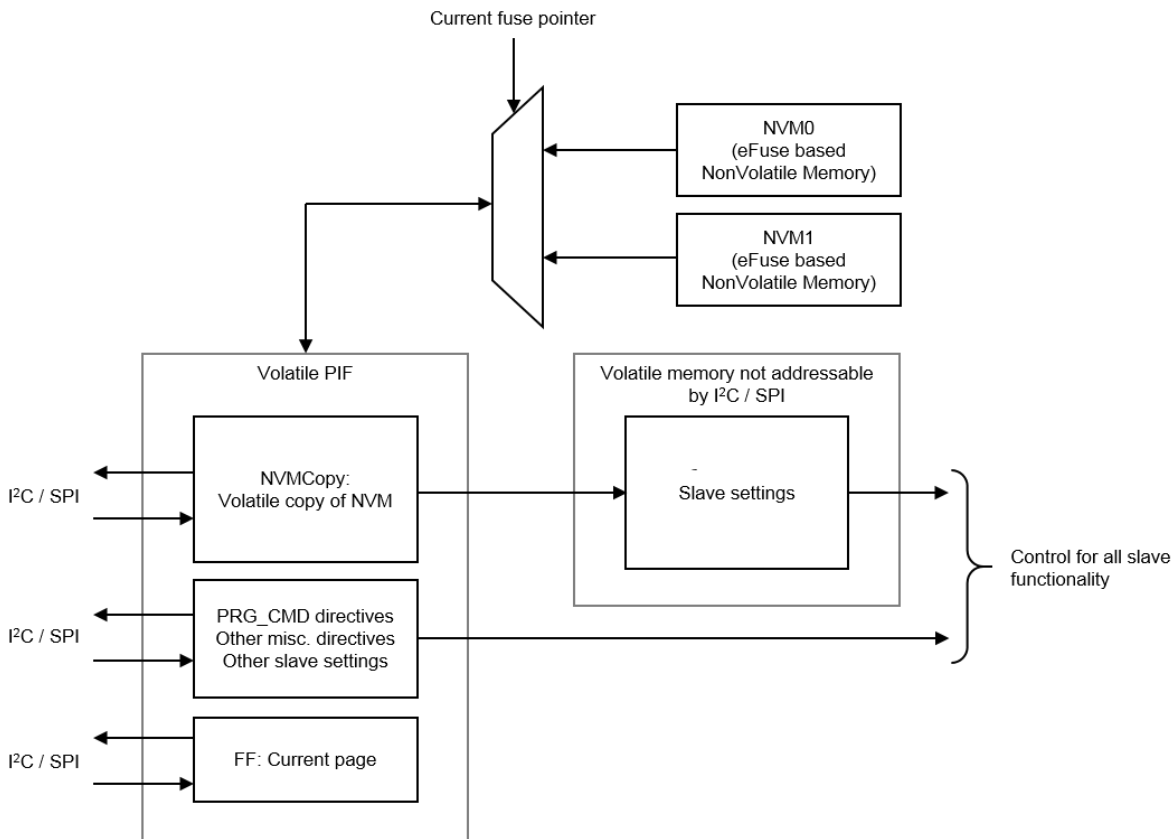 Current fuse pointer
NVM0
(eFuse based
NonVolatile Memory)
NVM1
(eFuse based
NonVolatile Memory)
Volatile PIF
Volatile memory not addressable
by I²C / SPI
NVMCopy:
Volatile copy of NVM
I²C / SPI
-
Slave settings
Control for all slave
functionality
PRG_CMD directives
Other misc. directives
Other slave settings
I²C / SPI
FF: Current page
I²C / SPI